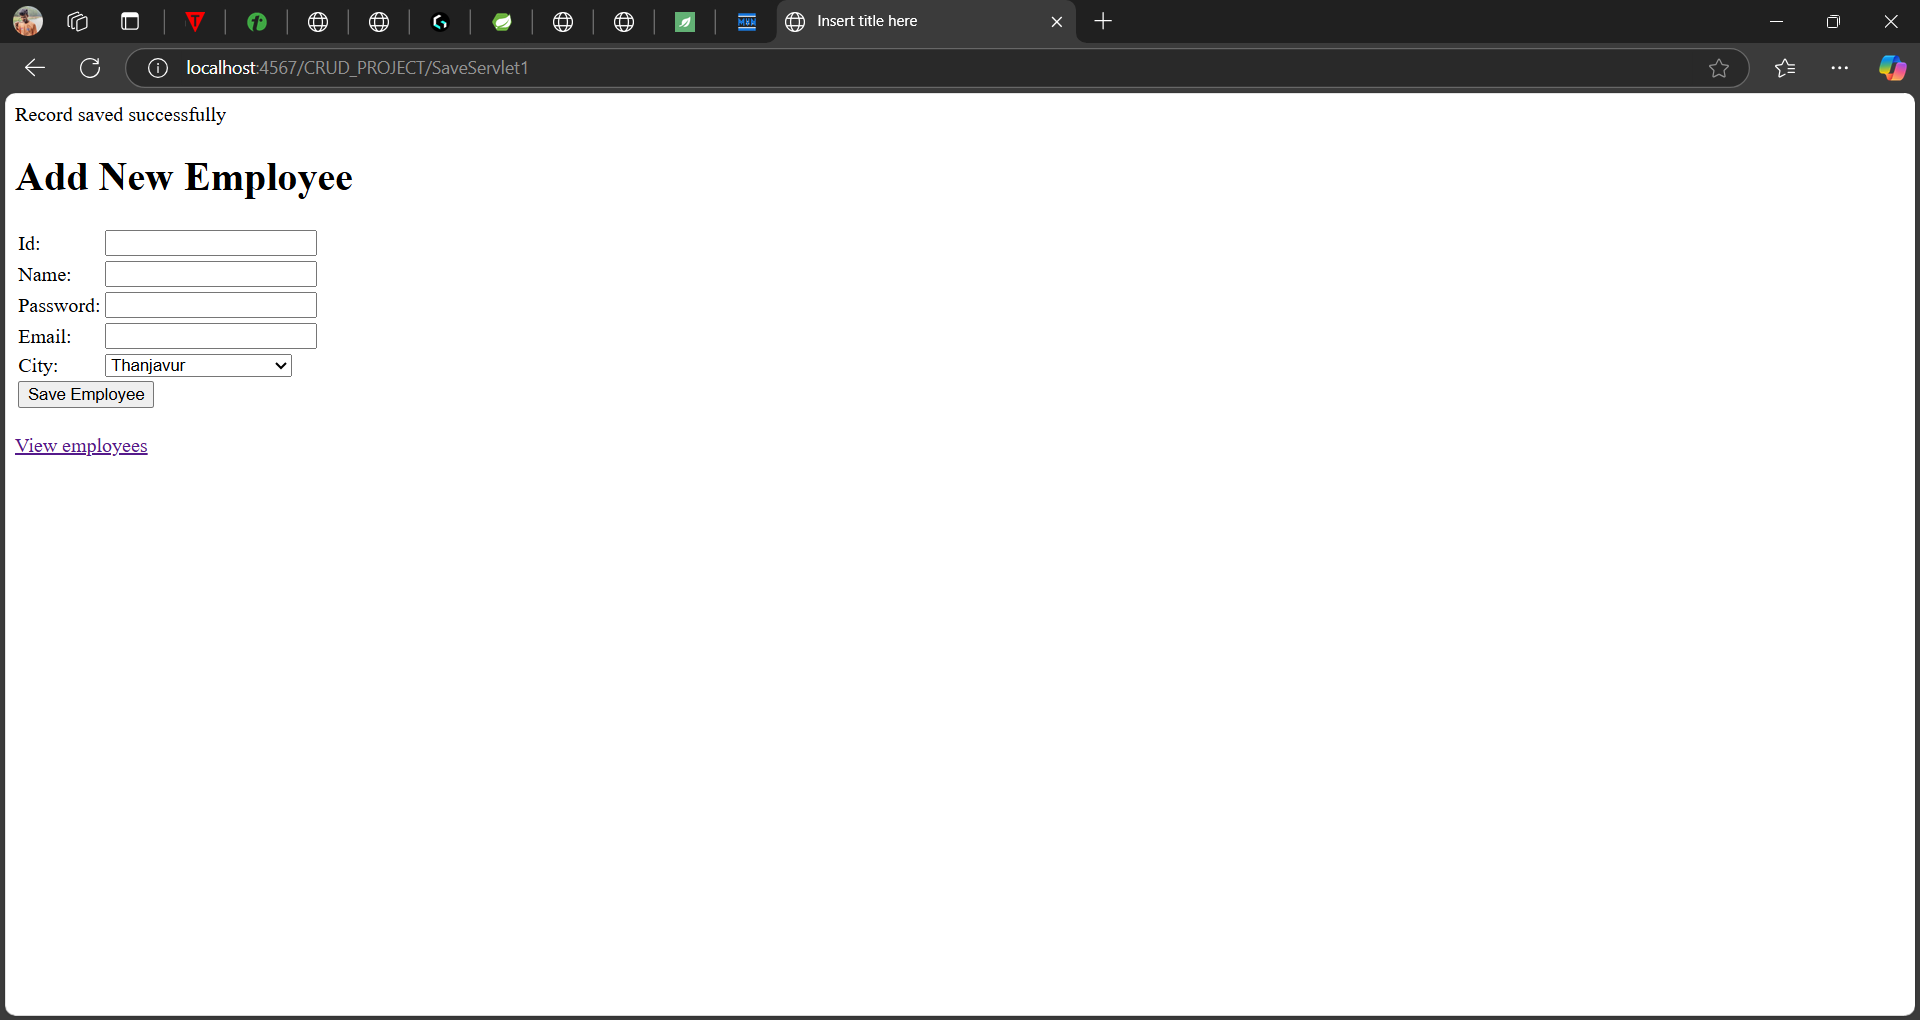 Insert title here
localhost:4567/CRUD_PROJECT/SaveServlet1
Record saved successfully
Add New Employee
Id:
Name:
Password:
Email:
City: Thanjavur
Save Employee
View employees